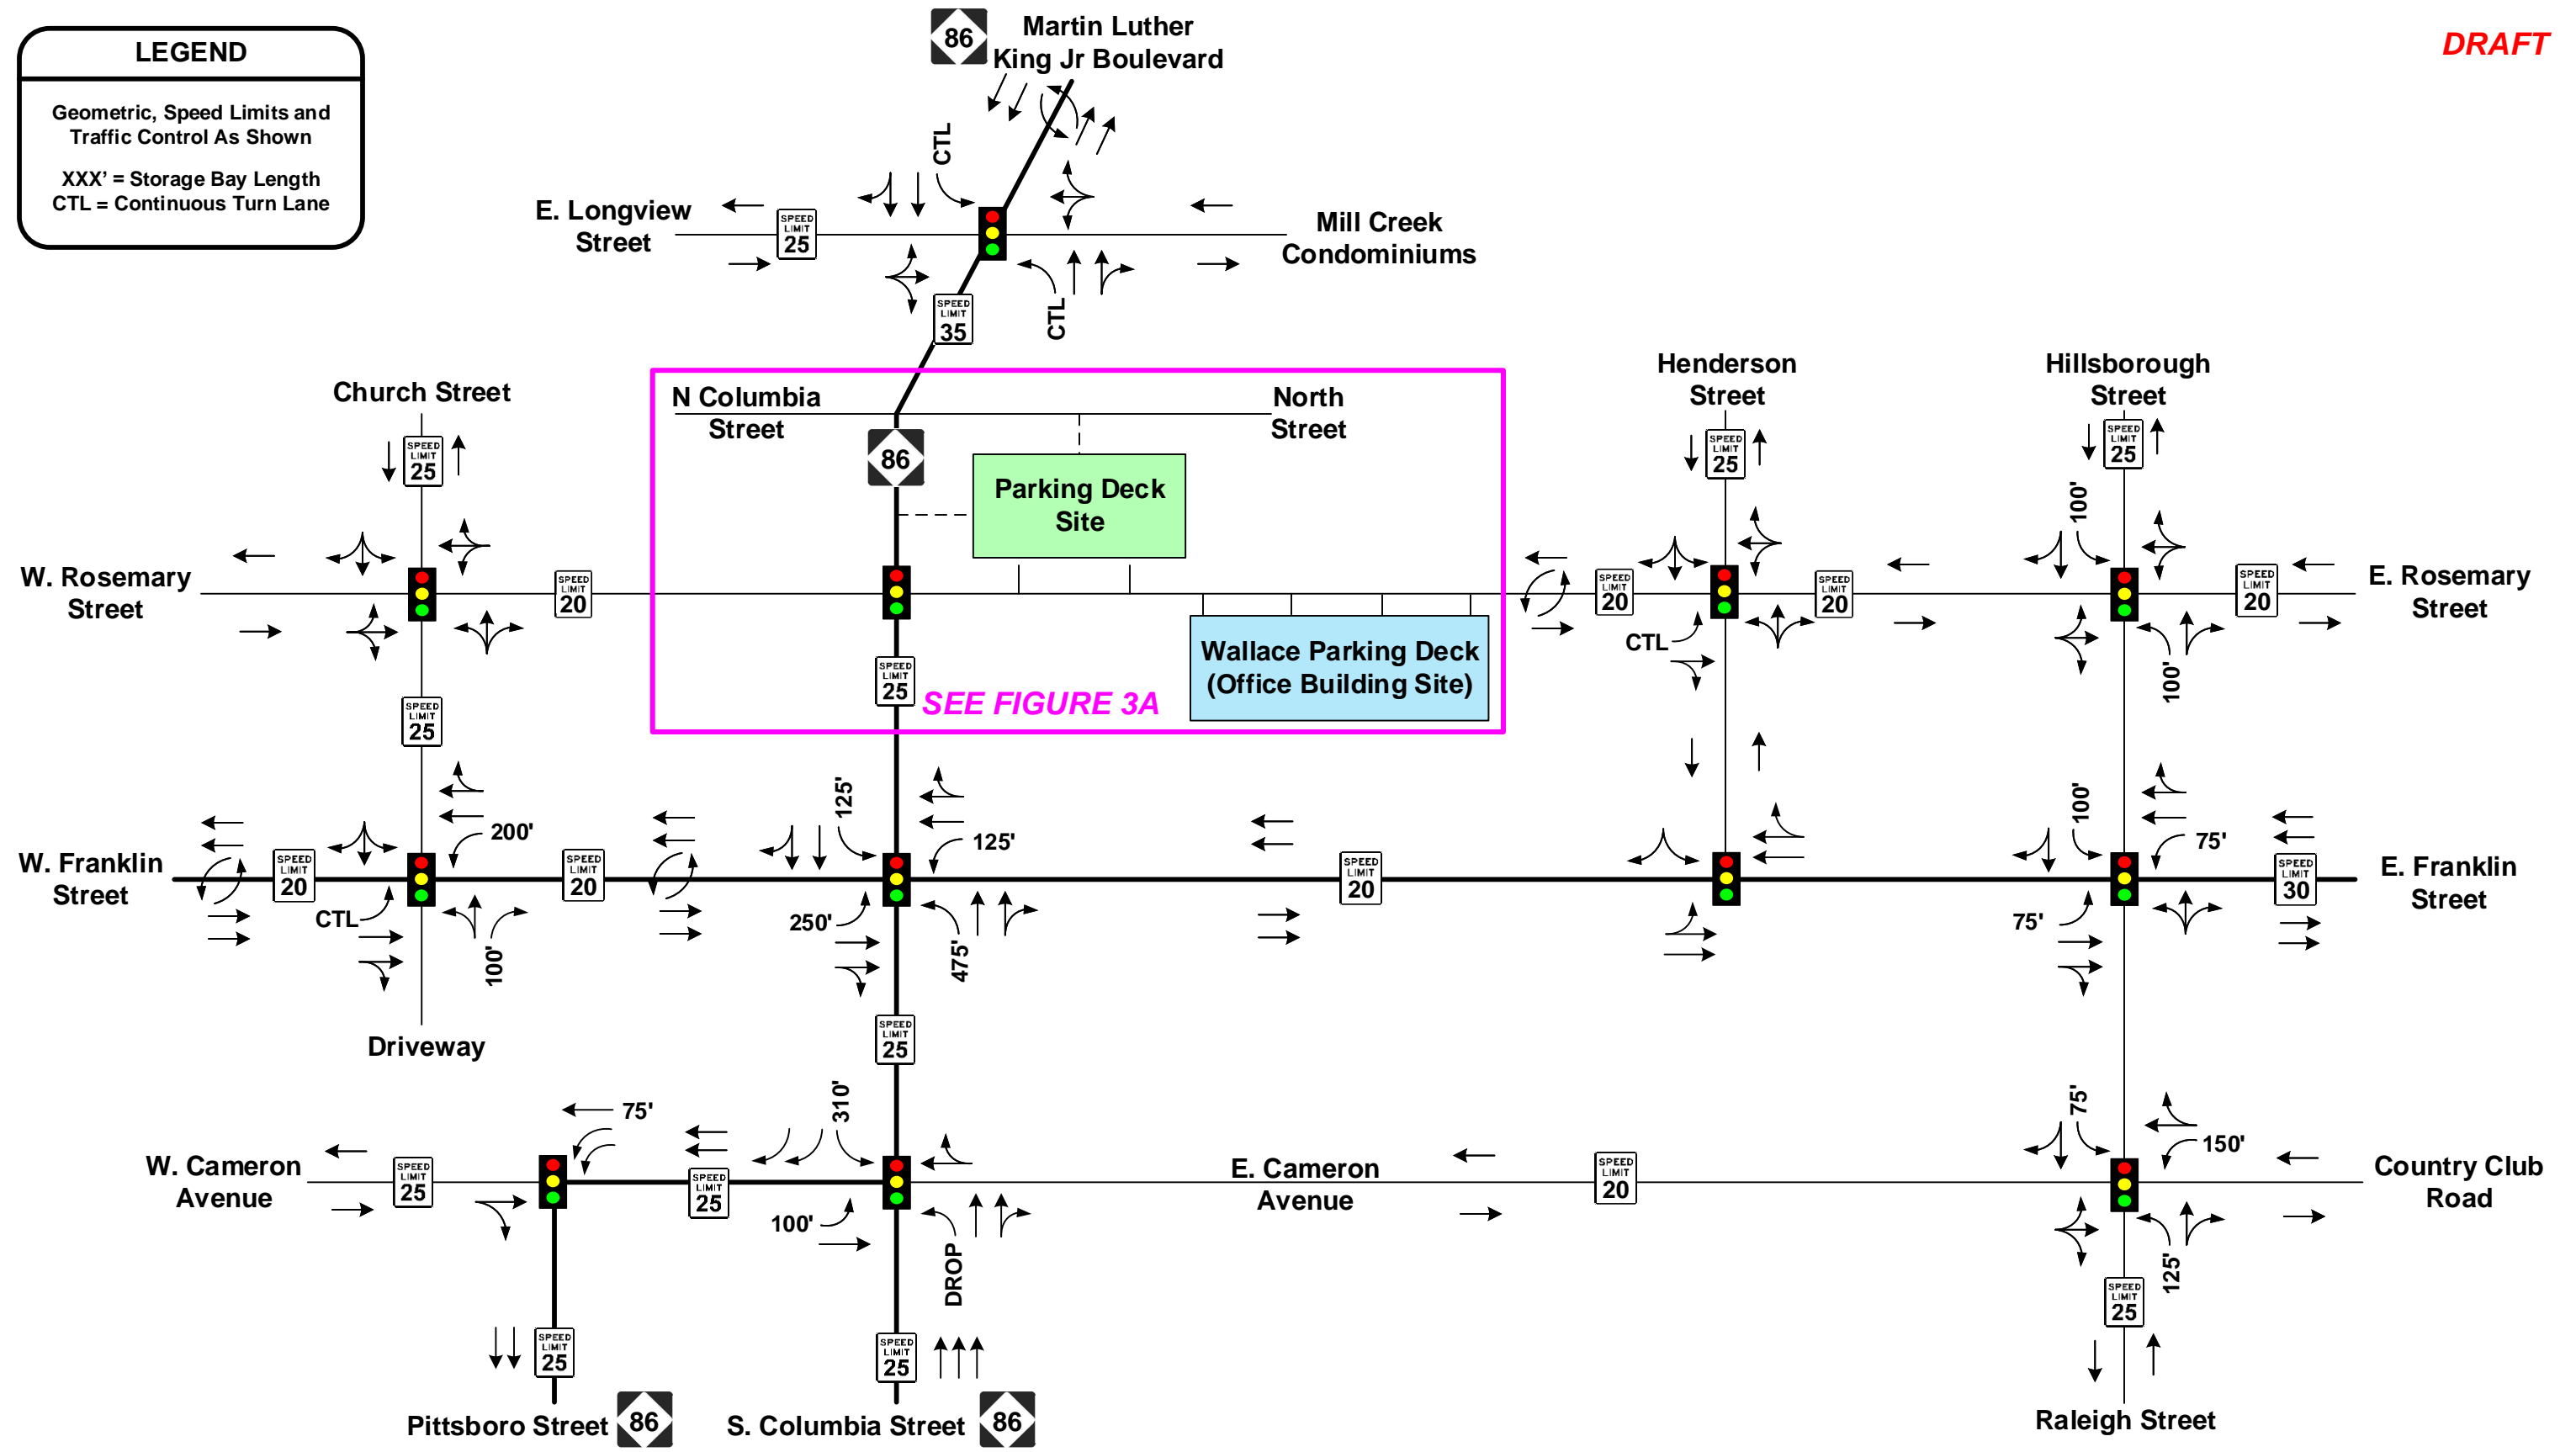 LEGEND
Geometric, Speed Limits and
Traffic Control As Shown
XXX' = Storage Bay Length
CTL = Continuous Turn Lane
86
Martin Luther
King Jr Boulevard
DRAFT
CTL
E. Longview
Street
SPEED
LIMIT
25
Mill Creek
Condominiums
SPEED
LIMIT
35
CTL
Church Street
N Columbia
Street
North
Street
Henderson
Street
Hillsborough
Street
SPEED
LIMIT
25
86
SPEED
LIMIT
25
SPEED
LIMIT
25
Parking Deck
Site
100'
W. Rosemary
Street
SPEED
LIMIT
20
SPEED
LIMIT
20
SPEED
LIMIT
20
SPEED
LIMIT
20
E. Rosemary
Street
CTL
100'
Wallace Parking Deck
(Office Building Site)
SPEED
LIMIT
25
SPEED
LIMIT
25
SEE FIGURE 3A
200'
125'
125'
100'
75'
W. Franklin
Street
SPEED
LIMIT
20
SPEED
LIMIT
20
SPEED
LIMIT
20
SPEED
LIMIT
30
E. Franklin
Street
CTL
100'
250'
475'
75'
Driveway
SPEED
LIMIT
25
75'
310'
75'
150'
W. Cameron
Avenue
SPEED
LIMIT
25
SPEED
LIMIT
25
E. Cameron
Avenue
SPEED
LIMIT
20
Country Club
Road
100'
DROP
125'
SPEED
LIMIT
25
SPEED
LIMIT
25
SPEED
LIMIT
25
Pittsboro Street
86
S. Columbia Street
86
Raleigh Street